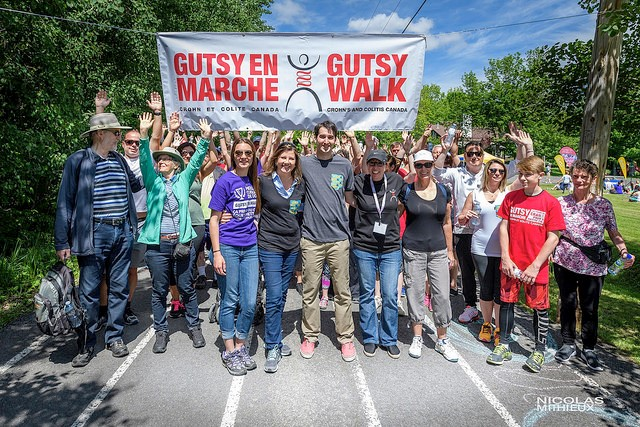 GUTSY EN
MARCHE
CROHN ET COLITE CANADA
GUTSY
WALK
CROHN'S AND COLITIS CANADA
NICOLAS
MITHIEUX